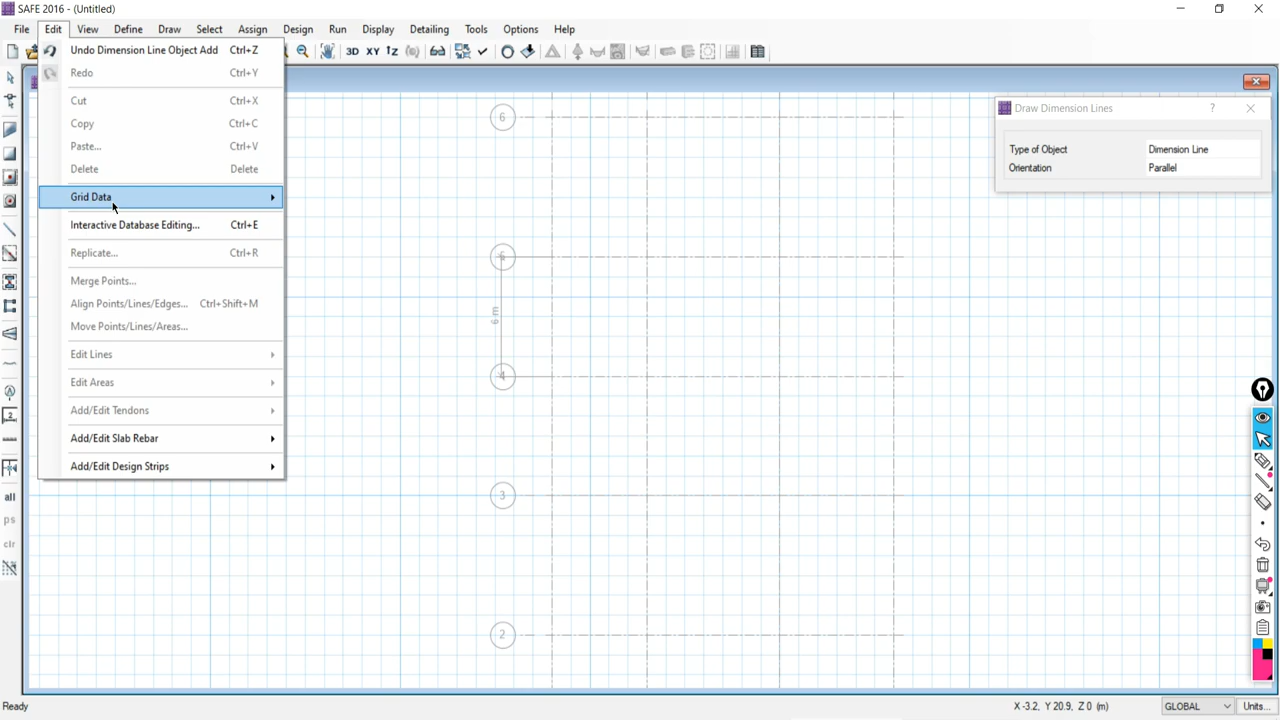 SAFE 2016 - (Untitled)
File Edit View Define Draw Select Assign Design Run Display Detailing Tools Options Help
Undo Dimension Line Object Add Ctrl+Z
Redo Ctrl+Y
Cut Ctrl+X
Copy Ctrl+C
Paste... Ctrl+V
Delete Delete
Grid Data
Interactive Database Editing... Ctrl+E
Replicate... Ctrl+R
Merge Points...
Align Points/Lines/Edges... Ctrl+Shift+M
Move Points/Lines/Areas...
Edit Lines
Edit Areas
Add/Edit Tendons
Add/Edit Slab Rebar
Add/Edit Design Strips
3D XY
all
ps
clr
6
5
6 m
4
3
2
Draw Dimension Lines ?
Type of Object Dimension Line
Orientation Parallel
Ready
X -3.2, Y 20.9, Z 0 (m)
GLOBAL
Units...